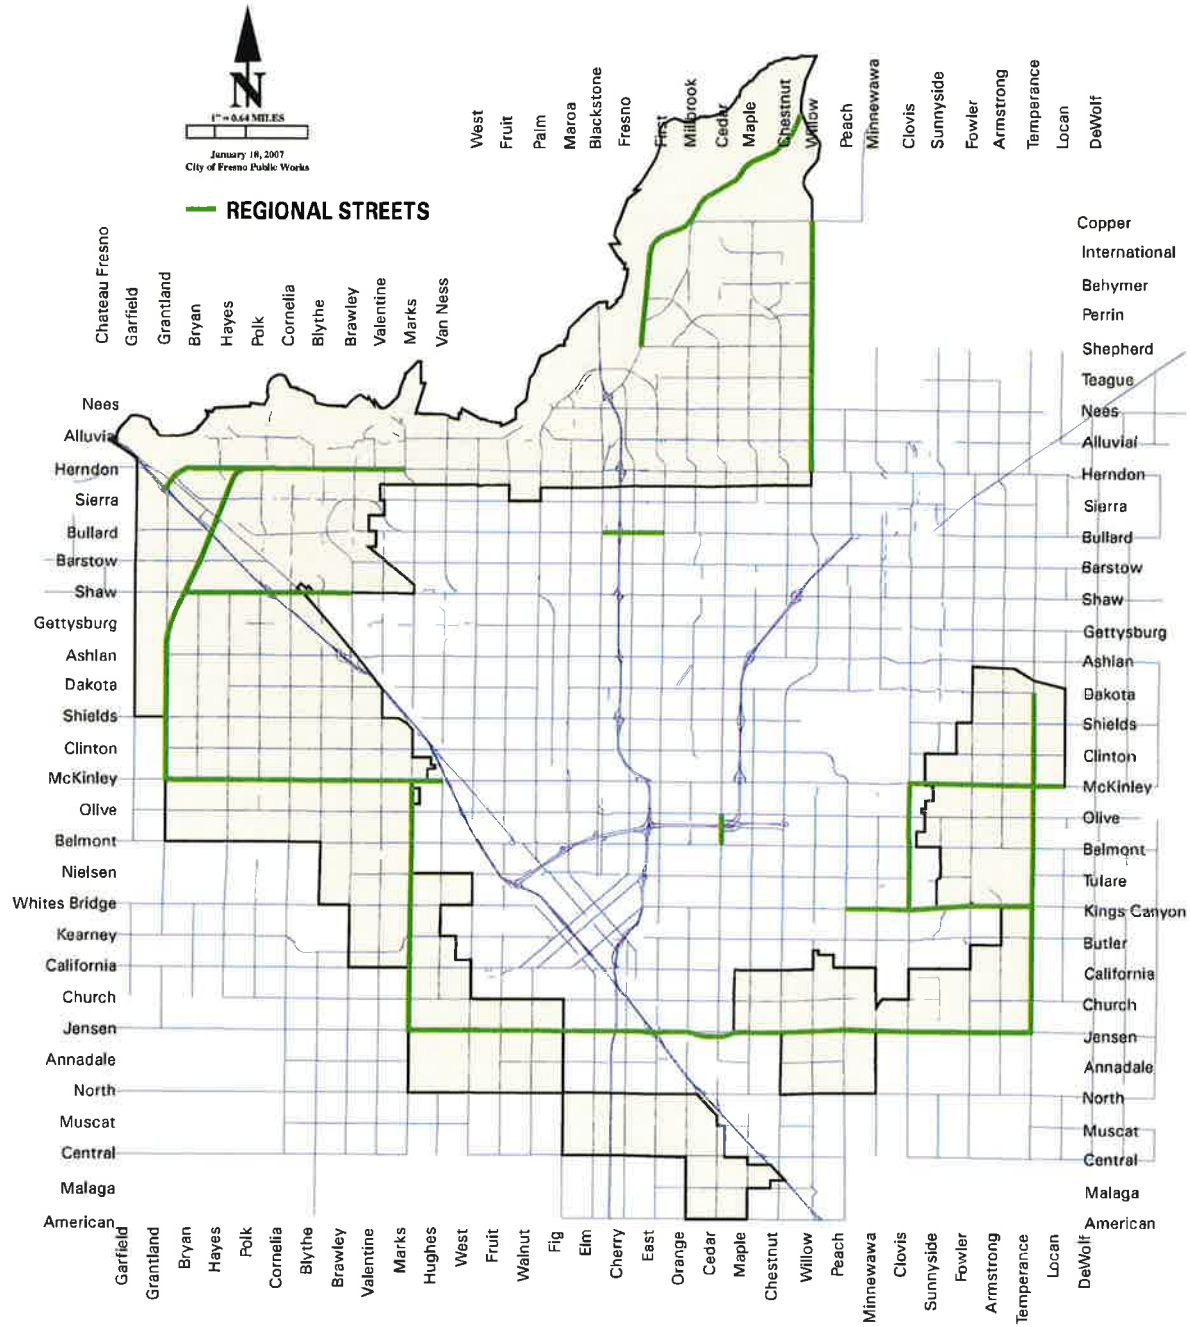 N
1" = 0.64 MILES
January 18, 2007
City of Fresno Public Works
REGIONAL STREETS
West
Fruit
Palm
Maroa
Blackstone
Fresno
First
Millbrook
Cedar
Maple
Chestnut
Willow
Peach
Minnewawa
Clovis
Sunnyside
Fowler
Armstrong
Temperance
Locan
DeWolf
Chateau Fresno
Garfield
Grantland
Bryan
Hayes
Polk
Cornelia
Blythe
Brawley
Valentine
Marks
Van Ness
Nees
Alluvial
Herndon
Sierra
Bullard
Barstow
Shaw
Gettysburg
Ashlan
Dakota
Shields
Clinton
McKinley
Olive
Belmont
Nielsen
Whites Bridge
Kearney
California
Church
Jensen
Annadale
North
Muscat
Central
Malaga
American
Copper
International
Behymer
Perrin
Shepherd
Teague
Nees
Alluvial
Herndon
Sierra
Bullard
Barstow
Shaw
Gettysburg
Ashlan
Dakota
Shields
Clinton
McKinley
Olive
Belmont
Tulare
Kings Canyon
Butler
California
Church
Jensen
Annadale
North
Muscat
Central
Malaga
American
Garfield
Grantland
Bryan
Hayes
Polk
Cornelia
Blythe
Brawley
Valentine
Marks
Hughes
West
Fruit
Walnut
Fig
Elm
Cherry
East
Orange
Cedar
Maple
Chestnut
Willow
Peach
Minnewawa
Clovis
Sunnyside
Fowler
Armstrong
Temperance
Locan
DeWolf